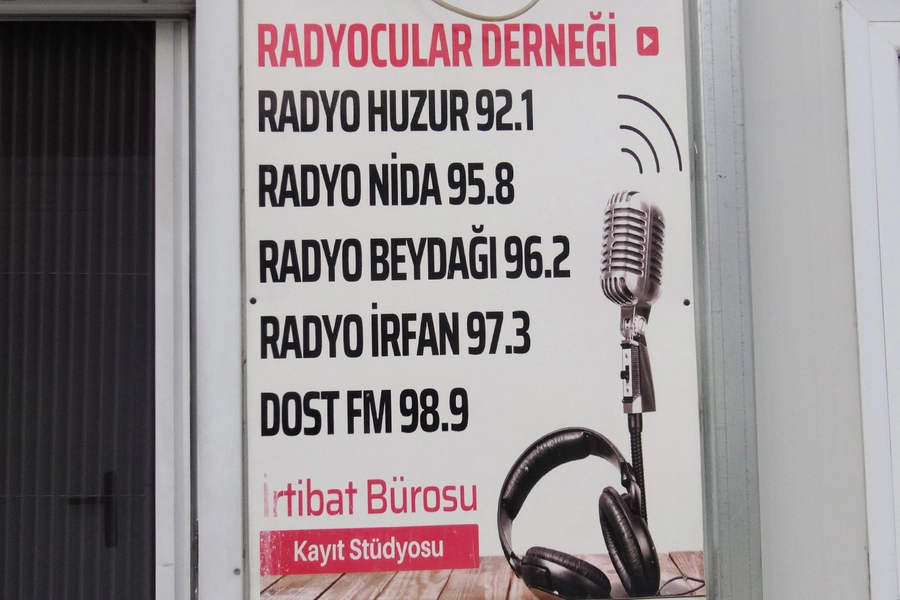 RADYOCULAR DERNEĞİ
RADYO HUZUR 92.1
RADYO NİDA 95.8
RADYO BEYDAĞI 96.2
RADYO İRFAN 97.3
DOST FM 98.9
İrtibat Bürosu
Kayıt Stüdyosu